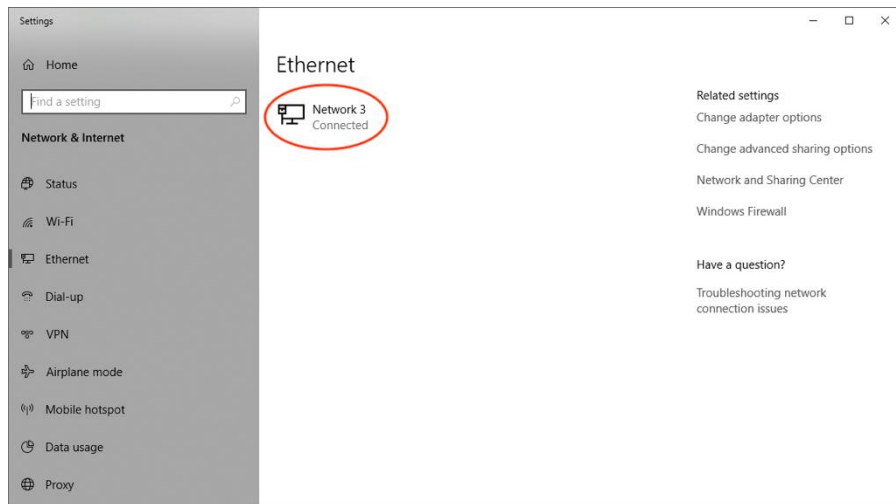 Settings
Home
Find a setting
Network & Internet
Status
Wi-Fi
Ethernet
Dial-up
VPN
Airplane mode
Mobile hotspot
Data usage
Proxy
Ethernet
Network 3
Connected
Related settings
Change adapter options
Change advanced sharing options
Network and Sharing Center
Windows Firewall
Have a question?
Troubleshooting network
connection issues